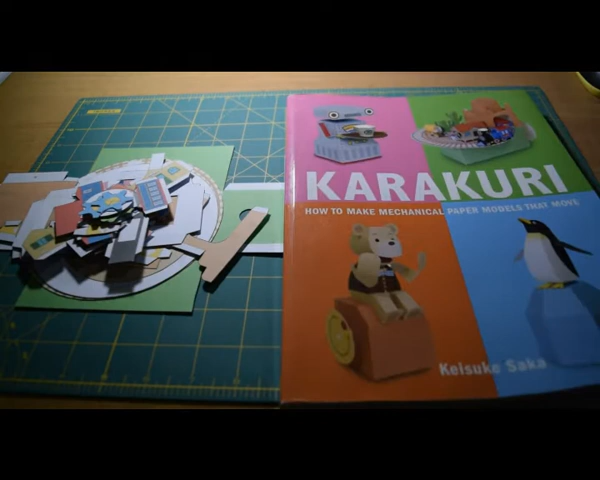 KARAKURI
HOW TO MAKE MECHANICAL PAPER MODELS THAT MOVE
Keisuke Saka